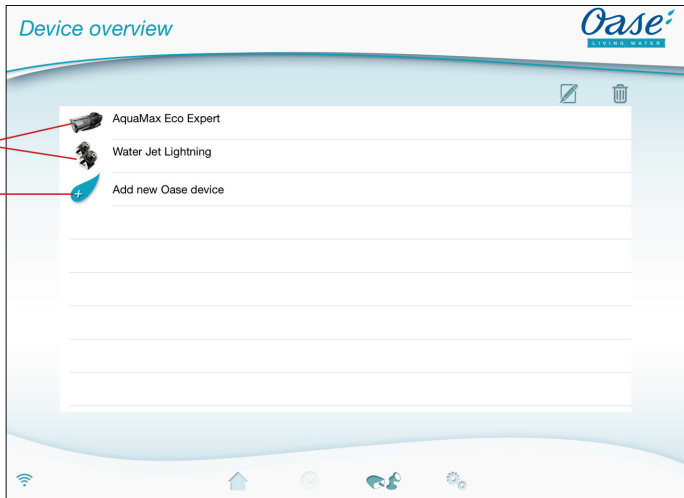 Device overview
Oase
LIVING WATER
AquaMax Eco Expert
Water Jet Lightning
Add new Oase device